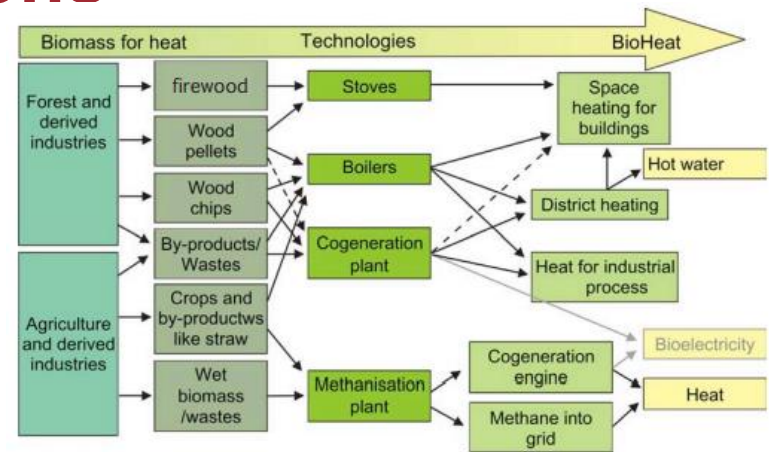 Biomass for heat
Technologies
BioHeat
Forest and
derived
industries
Agriculture
and derived
industries
firewood
Wood
pellets
Wood
chips
By-products/
Wastes
Crops and
by-productws
like straw
Wet
biomass
/wastes
Stoves
Boilers
Cogeneration
plant
Methanisation
plant
Space
heating for
buildings
Hot water
District heating
Heat for industrial
process
Bioelectricity
Cogeneration
engine
Heat
Methane into
grid